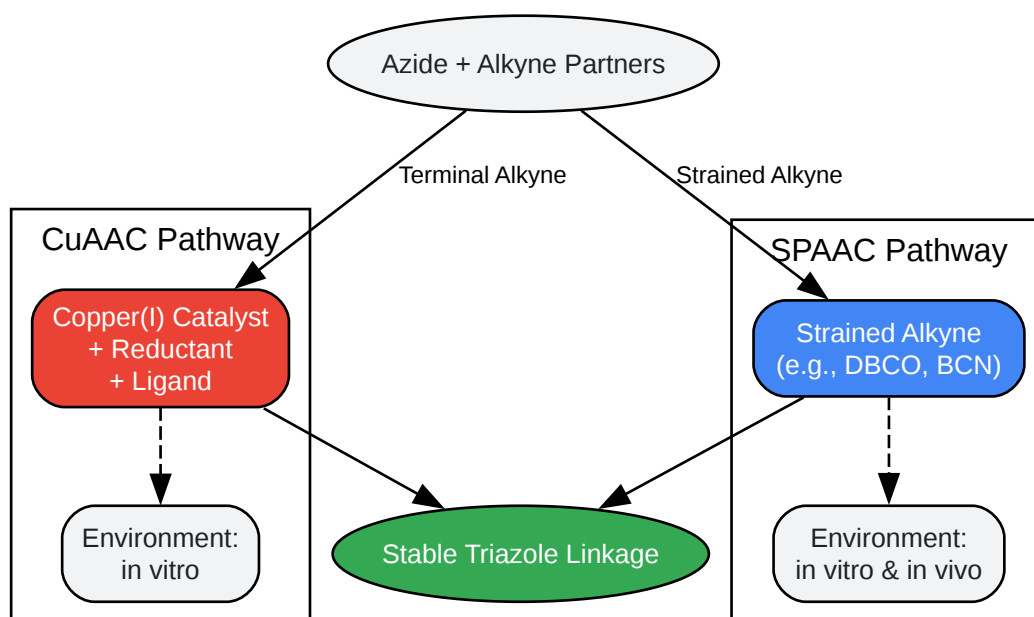 Azide + Alkyne Partners
Terminal Alkyne
Strained Alkyne
CuAAC Pathway
SPAAC Pathway
Copper(I) Catalyst
+ Reductant
+ Ligand
Strained Alkyne
(e.g., DBCO, BCN)
Environment:
in vitro
Stable Triazole Linkage
Environment:
in vitro & in vivo